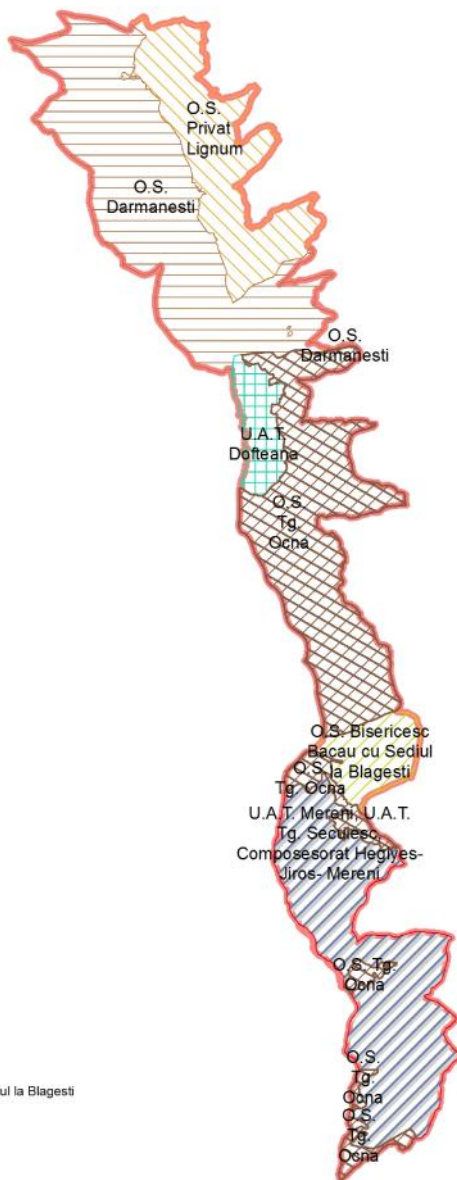 O.S.
Privat
Lignum
O.S.
Darmanesti
O.S.
Darmanesti
U.A.T.
Dofteana
O.S.
Tg.
Ocna
O.S. Bisericesc
Bacau cu Sediul
la Blagesti
O.S.
Tg. Ocna
U.A.T. Mereni, U.A.T.
Tg. Secuiesc,
Composesorat Hegiyes-
Jiros- Mereni
O.S. Tg.
Ocna
O.S.
Tg.
Ocna
O.S.
Tg.
Ocna
ul la Blagesti